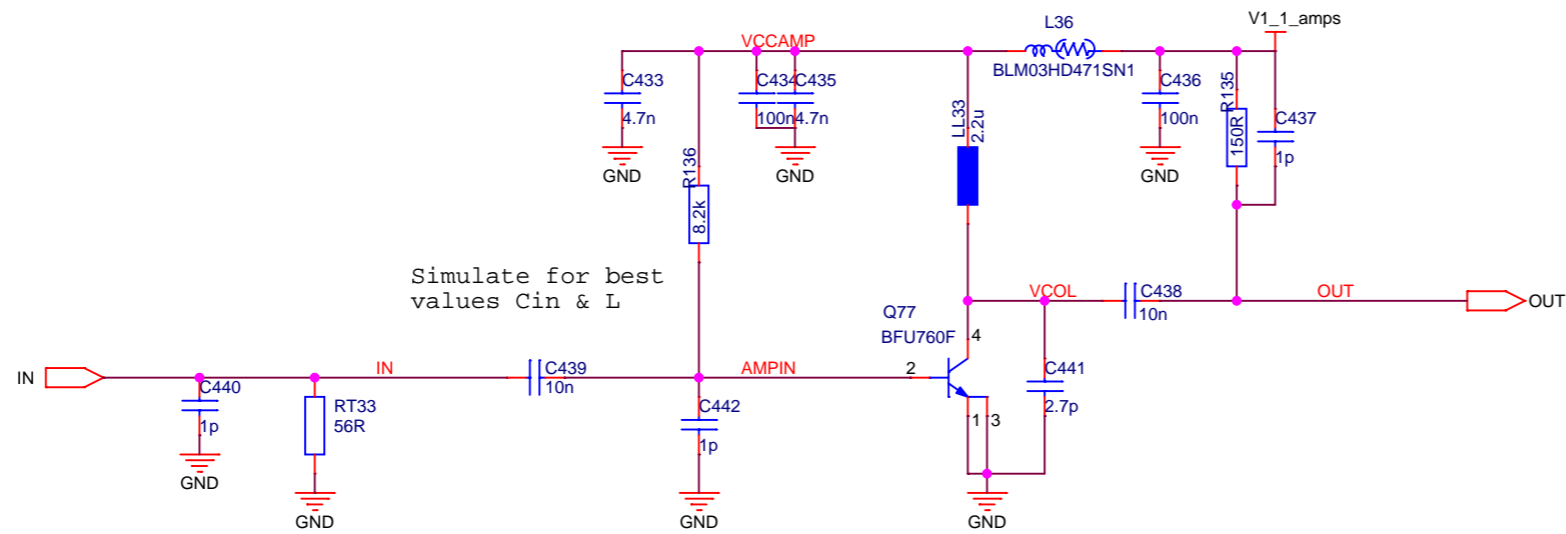 V1_1_amps
L36
VCCAMP
BLM03HD471SN1
C433
4.7n
GND
R136
8.2k
C434
100n
C435
4.7n
GND
LL33
2.2u
C436
100n
GND
R135
150R
C437
1p
Simulate for best
values Cin & L
VCOL
C438
10n
OUT
OUT
Q77
BFU760F
4
2
1
3
C441
2.7p
GND
IN
IN
C439
10n
AMPIN
C440
1p
GND
RT33
56R
GND
C442
1p
GND